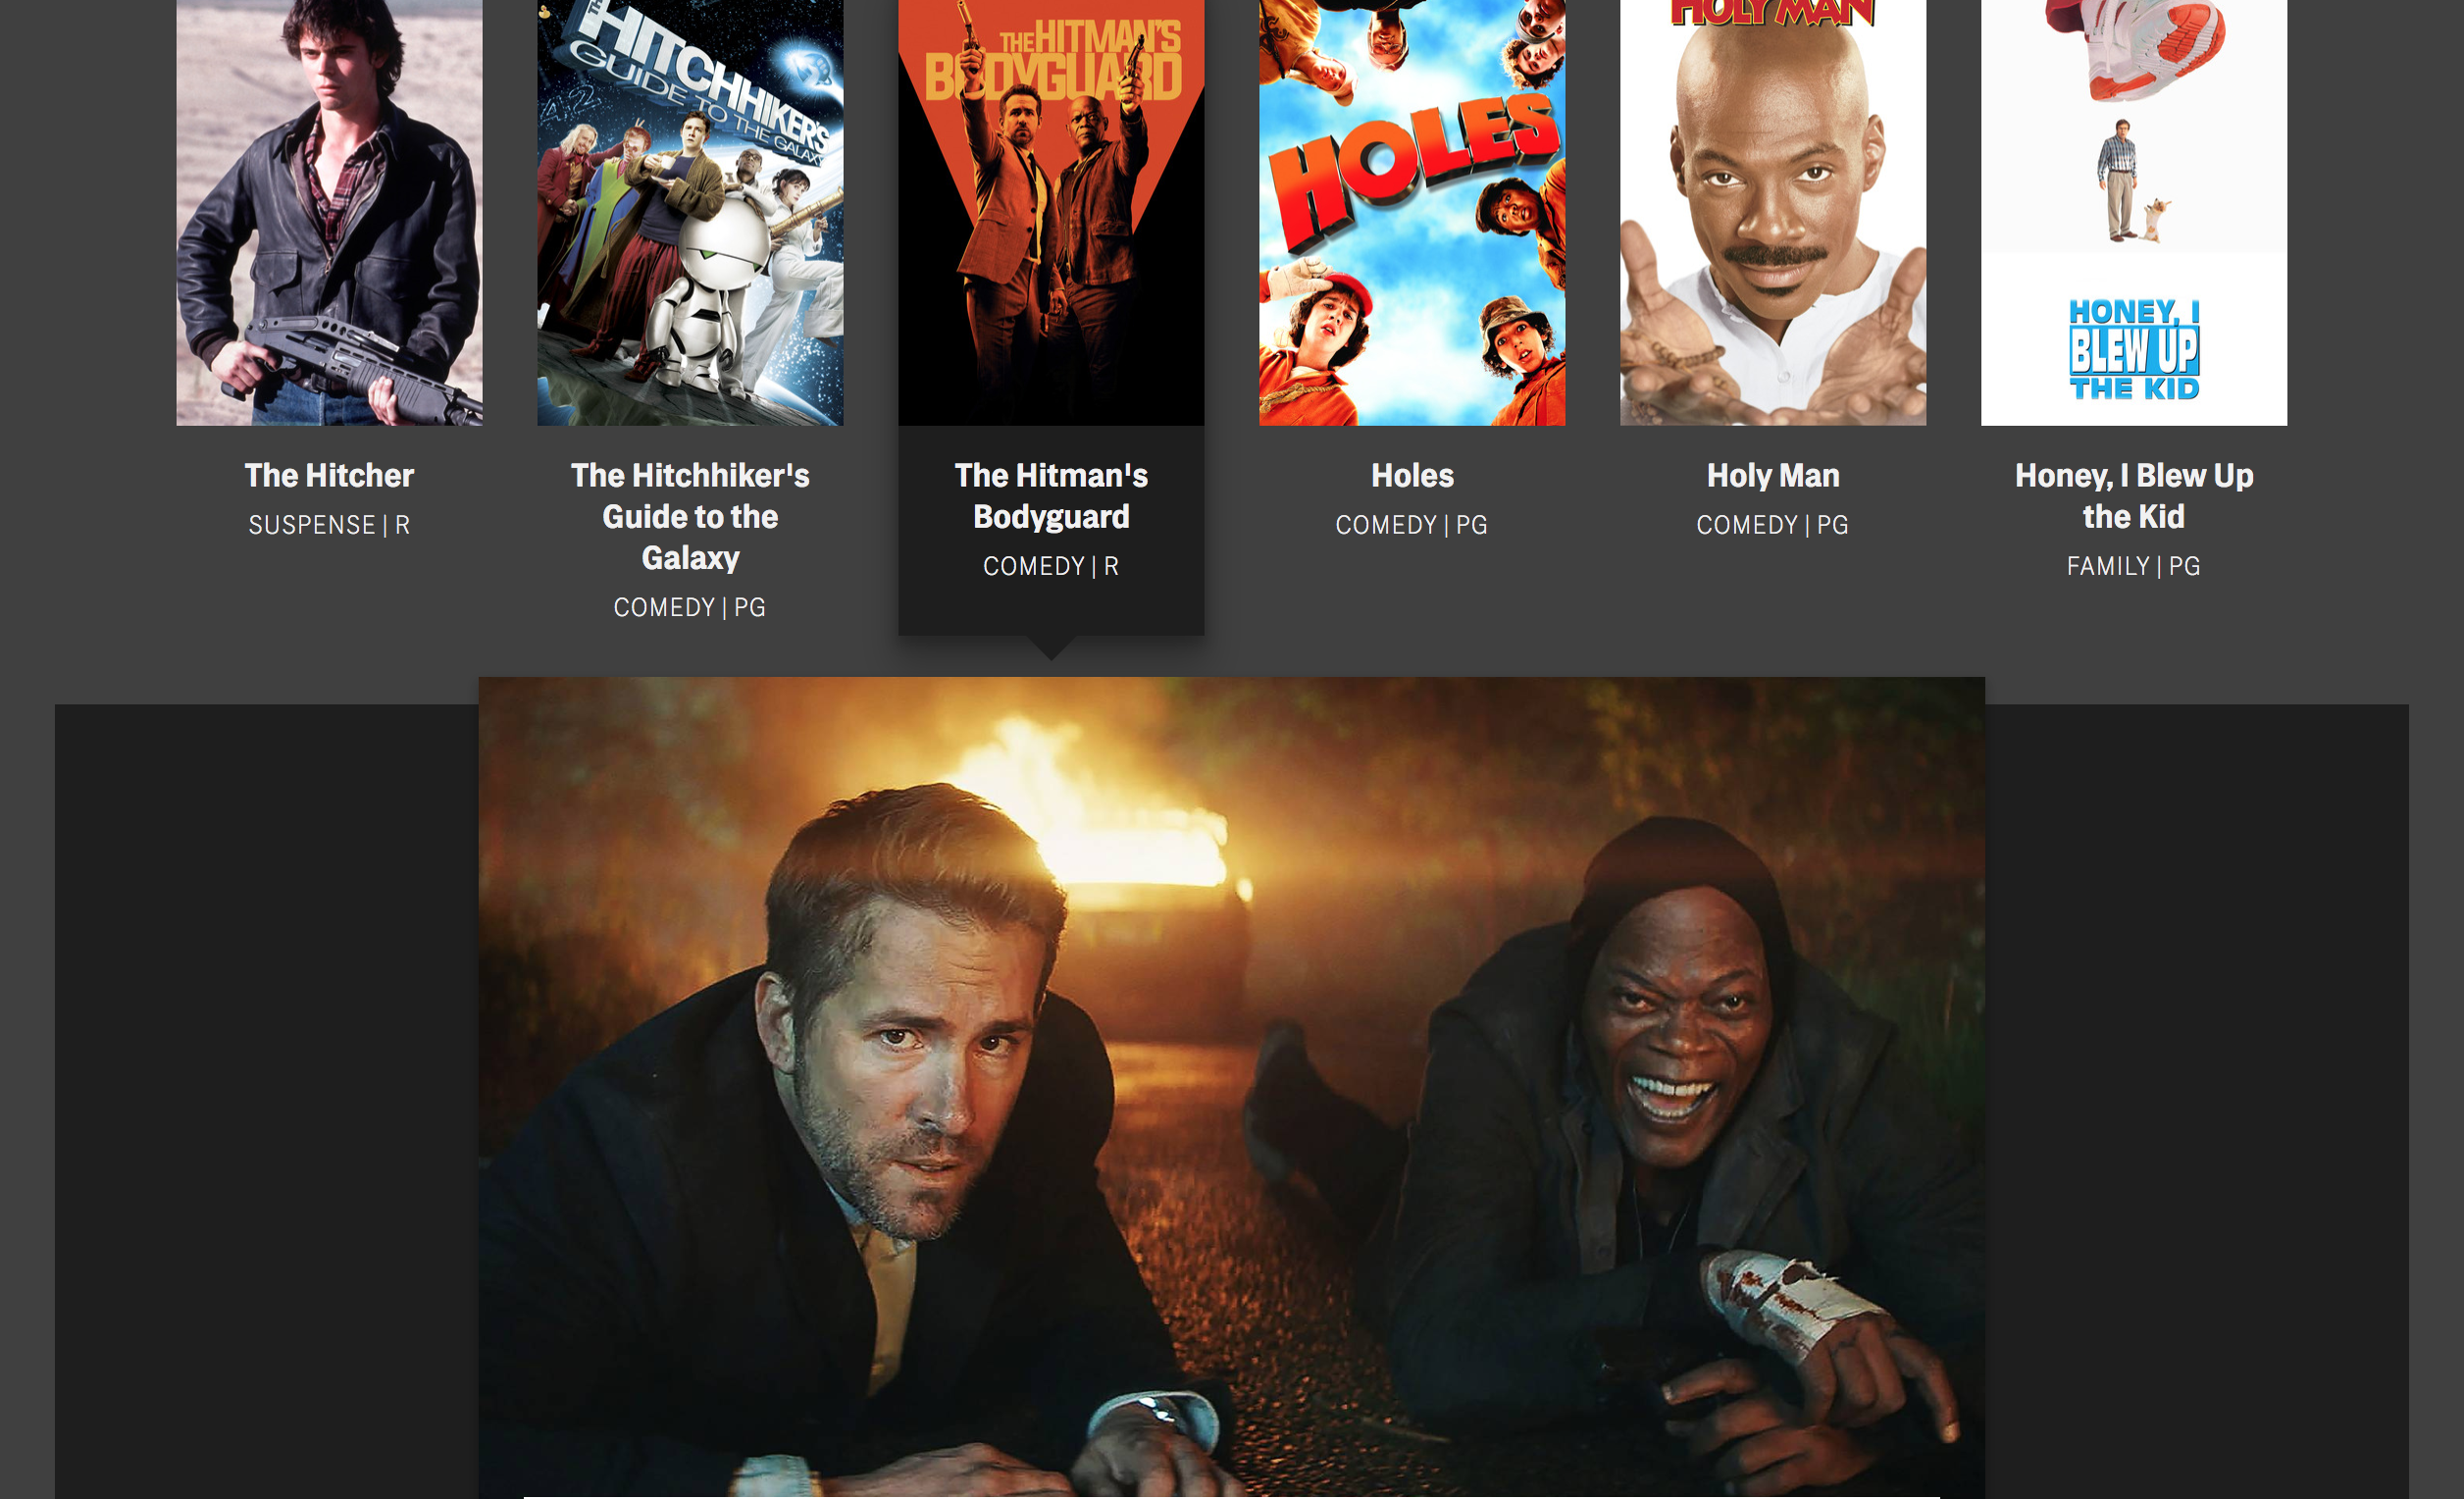 THE
HITCHHIKER'S
GUIDE TO THE GALAXY
42
THE HITMAN'S
BODYGUARD
HOLES
HOLY MAN
HONEY, I
BLEW UP
THE KID
The Hitcher
SUSPENSE | R
The Hitchhiker's
Guide to the
Galaxy
COMEDY | PG
The Hitman's
Bodyguard
COMEDY | R
Holes
COMEDY | PG
Holy Man
COMEDY | PG
Honey, I Blew Up
the Kid
FAMILY | PG